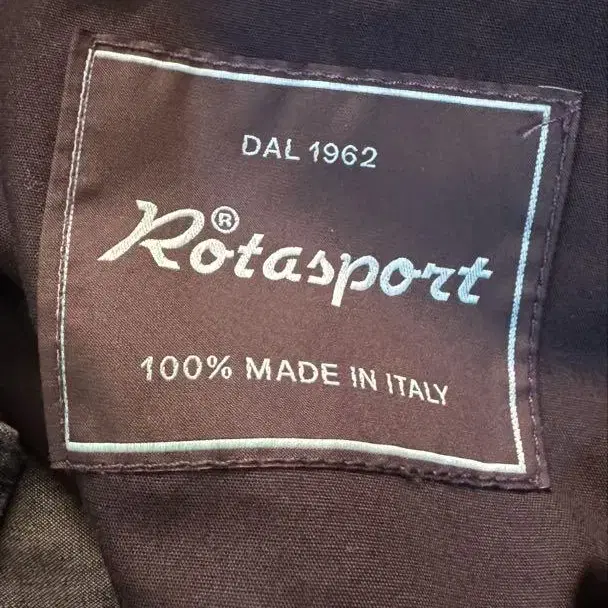 DAL 1962
Rotasport®
100% MADE IN ITALY